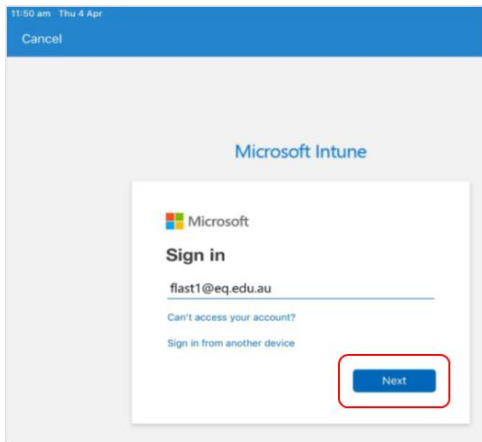 11:50 am Thu 4 Apr
Cancel
Microsoft Intune
Microsoft
Sign in
flast1@eq.edu.au
Can't access your account?
Sign in from another device
Next